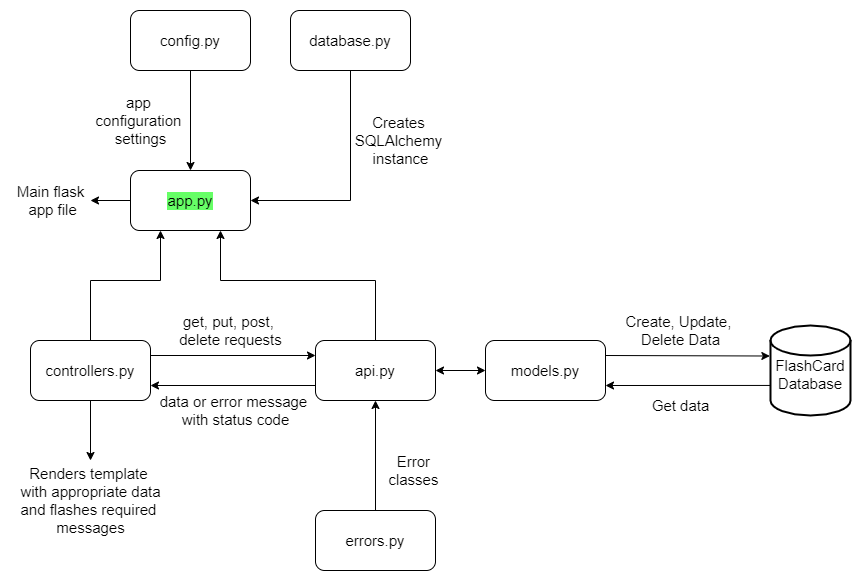 config.py
database.py
app
configuration
settings
Creates
SQLAlchemy
instance
Main flask
app file
app.py
get, put, post,
delete requests
Create, Update,
Delete Data
controllers.py
api.py
models.py
FlashCard
Database
data or error message
with status code
Get data
Renders template
with appropriate data
and flashes required
messages
Error
classes
errors.py